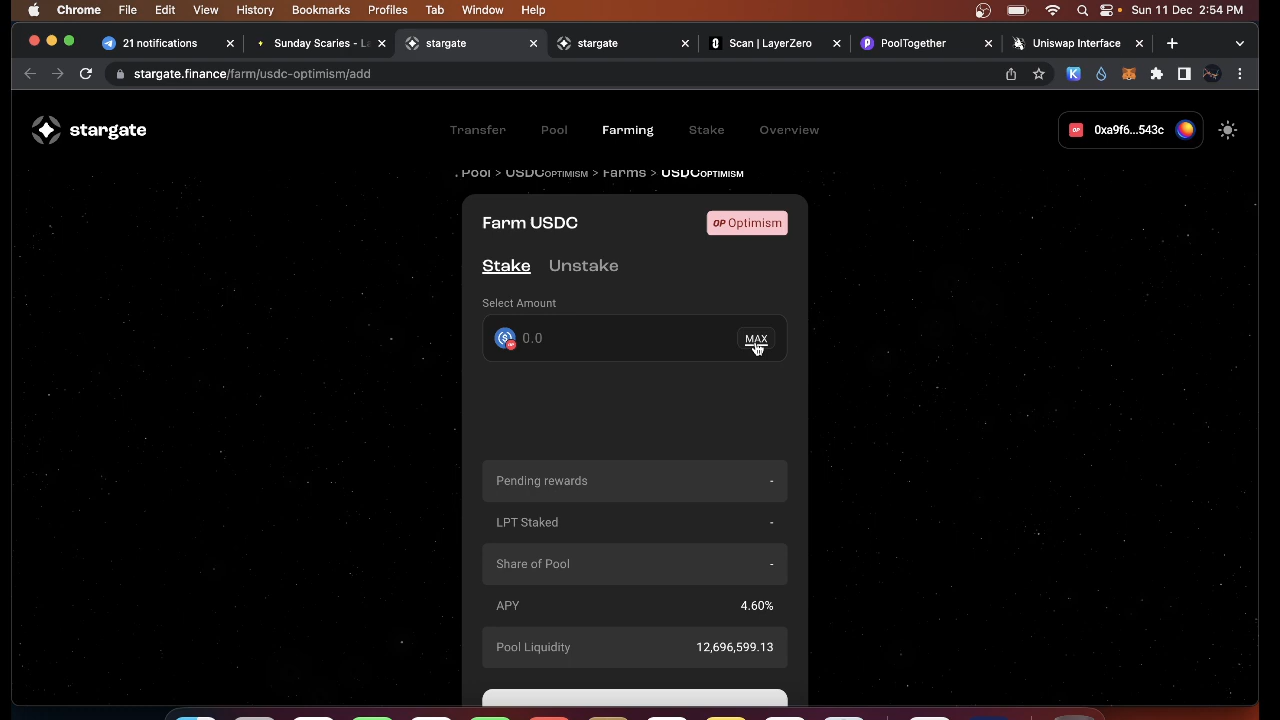 Chrome File Edit View History Bookmarks Profiles Tab Window Help Sun 11 Dec 2:54 PM
21 notifications Sunday Scaries - La stargate stargate Scan | LayerZero PoolTogether Uniswap Interface
stargate.finance/farm/usdc-optimism/add
stargate Transfer Pool Farming Stake Overview OP 0xa9f6...543c
Pool > USDCOPTIMISM > Farms > USDCOPTIMISM
Farm USDC OP Optimism
Stake Unstake
Select Amount
0.0 MAX
Pending rewards -
LPT Staked -
Share of Pool -
APY 4.60%
Pool Liquidity 12,696,599.13